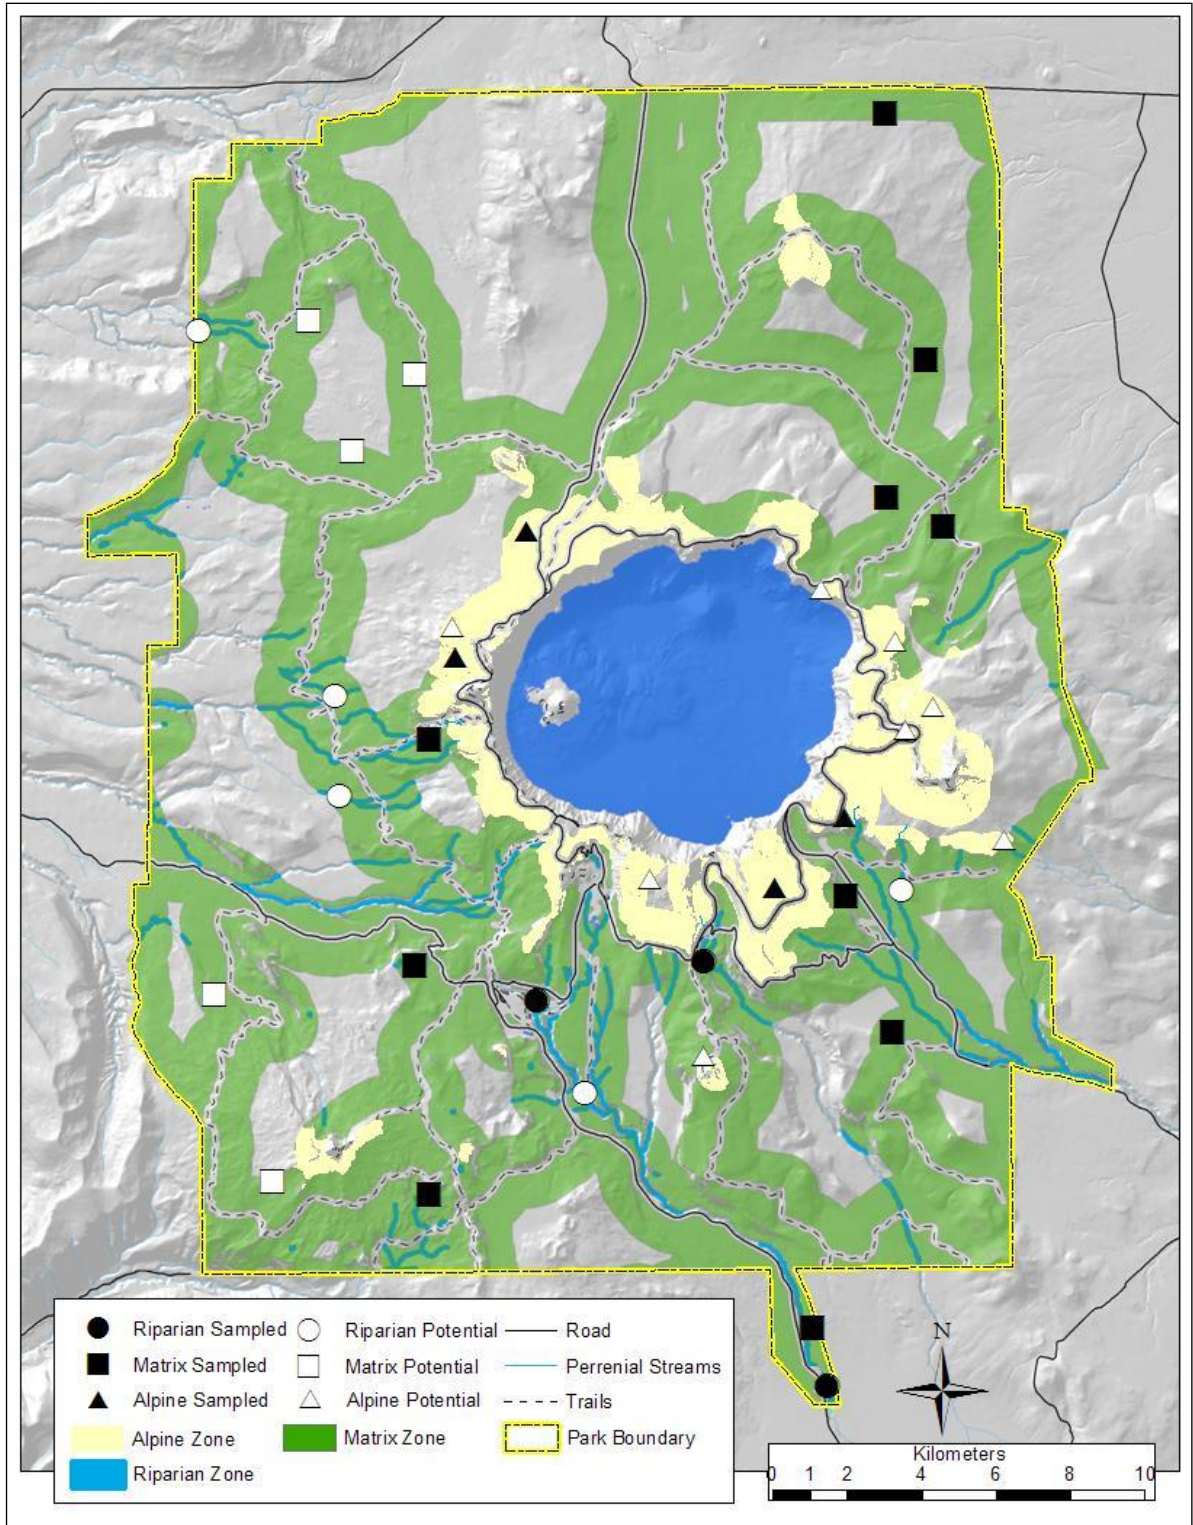 N
Riparian Sampled Riparian Potential Road
Matrix Sampled Matrix Potential Perrenial Streams
Alpine Sampled Alpine Potential Trails
Alpine Zone Matrix Zone Park Boundary
Riparian Zone
Kilometers
0 1 2 4 6 8 10